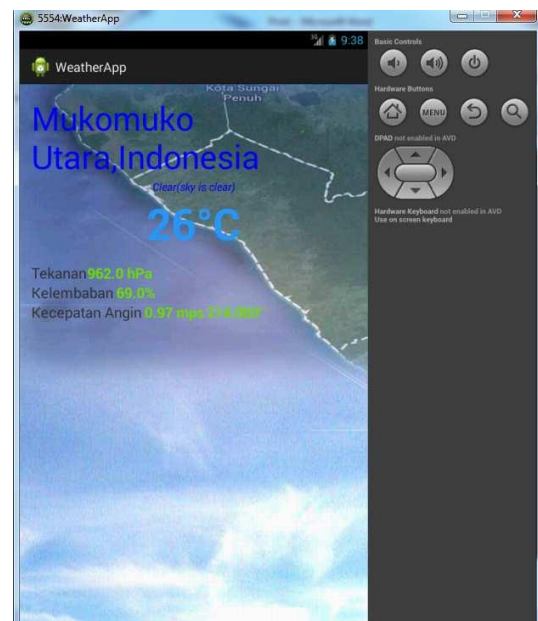 5554:WeatherApp
3G 9:38
WeatherApp
Kota Sungai
Penuh
Mukomuko
Utara,Indonesia
Clear(sky is clear)
26°C
Tekanan962.0 hPa
Kelembaban 69.0%
Kecepatan Angin 0.97 mps
Basic Controls
Hardware Buttons
MENU
DPAD not enabled in AVD
Hardware Keyboard not enabled in AVD
Use on screen keyboard